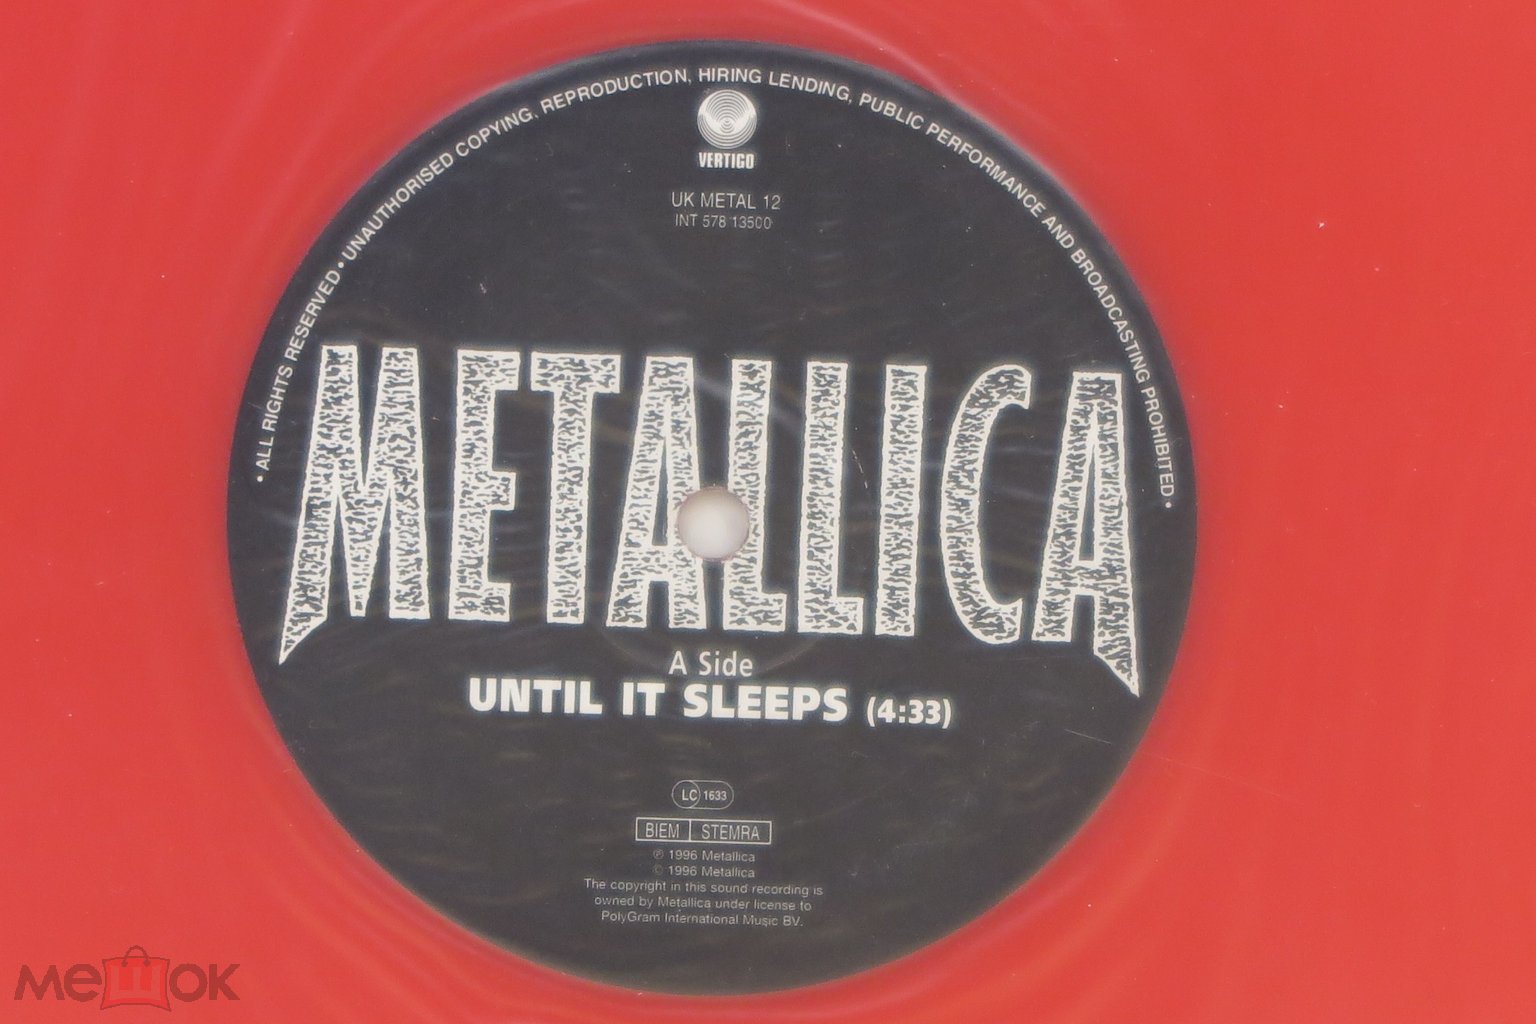 • ALL RIGHTS RESERVED • UNAUTHORISED COPYING, REPRODUCTION, HIRING LENDING, PUBLIC PERFORMANCE AND BROADCASTING PROHIBITED •
VERTIGO
UK METAL 12
INT 578 13500
METALLICA
A Side
UNTIL IT SLEEPS (4:33)
LC 1633
BIEM STEMRA
℗ 1996 Metallica
© 1996 Metallica
The copyright in this sound recording is
owned by Metallica under license to
PolyGram International Music BV.
мешок